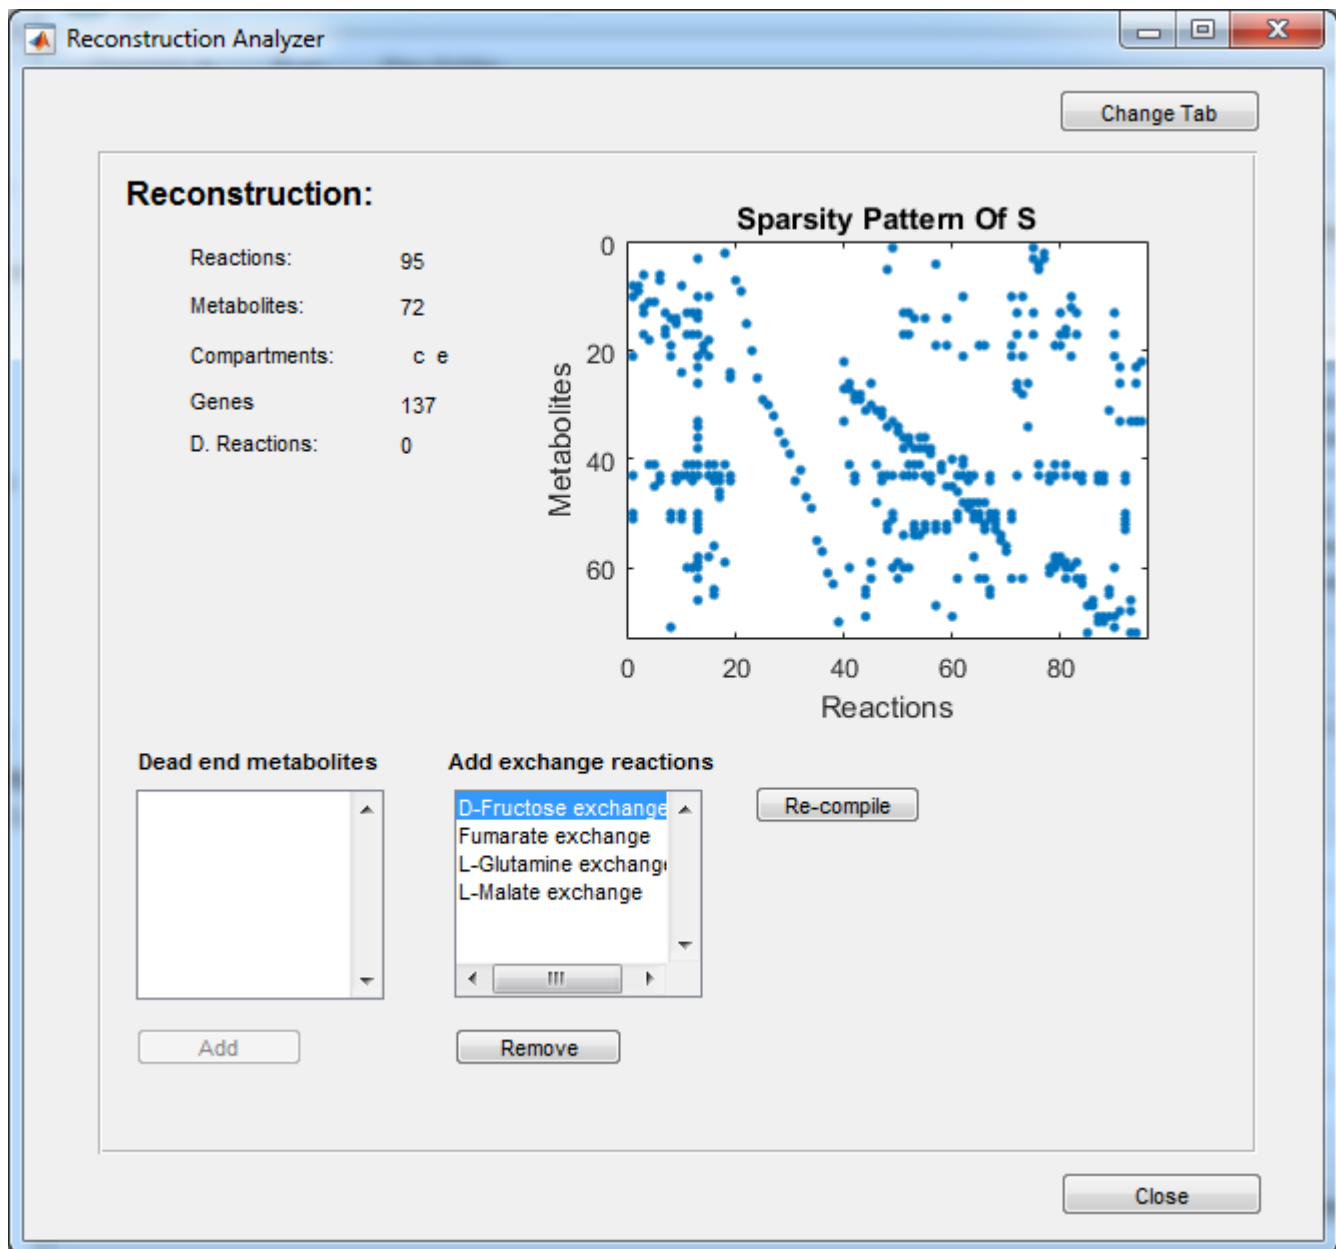 Reconstruction Analyzer
Change Tab
Reconstruction:
Reactions: 95
Metabolites: 72
Compartments: c e
Genes 137
D. Reactions: 0
Sparsity Pattern Of S
0
20
40
60
Metabolites
0 20 40 60 80
Reactions
Dead end metabolites
Add exchange reactions
D-Fructose exchange
Fumarate exchange
L-Glutamine exchange
L-Malate exchange
Re-compile
Add
Remove
Close